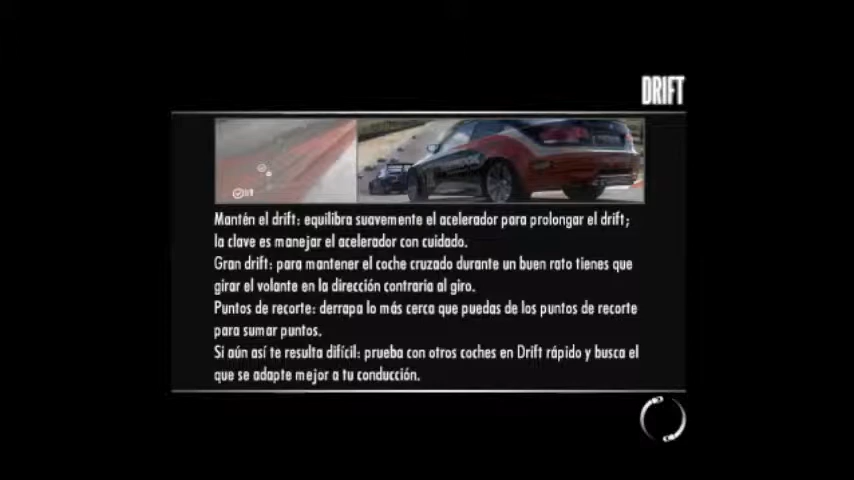 DRIFT
Mantén el drift: equilibra suavemente el acelerador para prolongar el drift;
la clave es manejar el acelerador con cuidado.
Gran drift: para mantener el coche cruzado durante un buen rato tienes que
girar el volante en la dirección contraria al giro.
Puntos de recorte: derrapa lo más cerca que puedas de los puntos de recorte
para sumar puntos.
Si aún así te resulta difícil: prueba con otros coches en Drift rápido y busca el
que se adapte mejor a tu conducción.